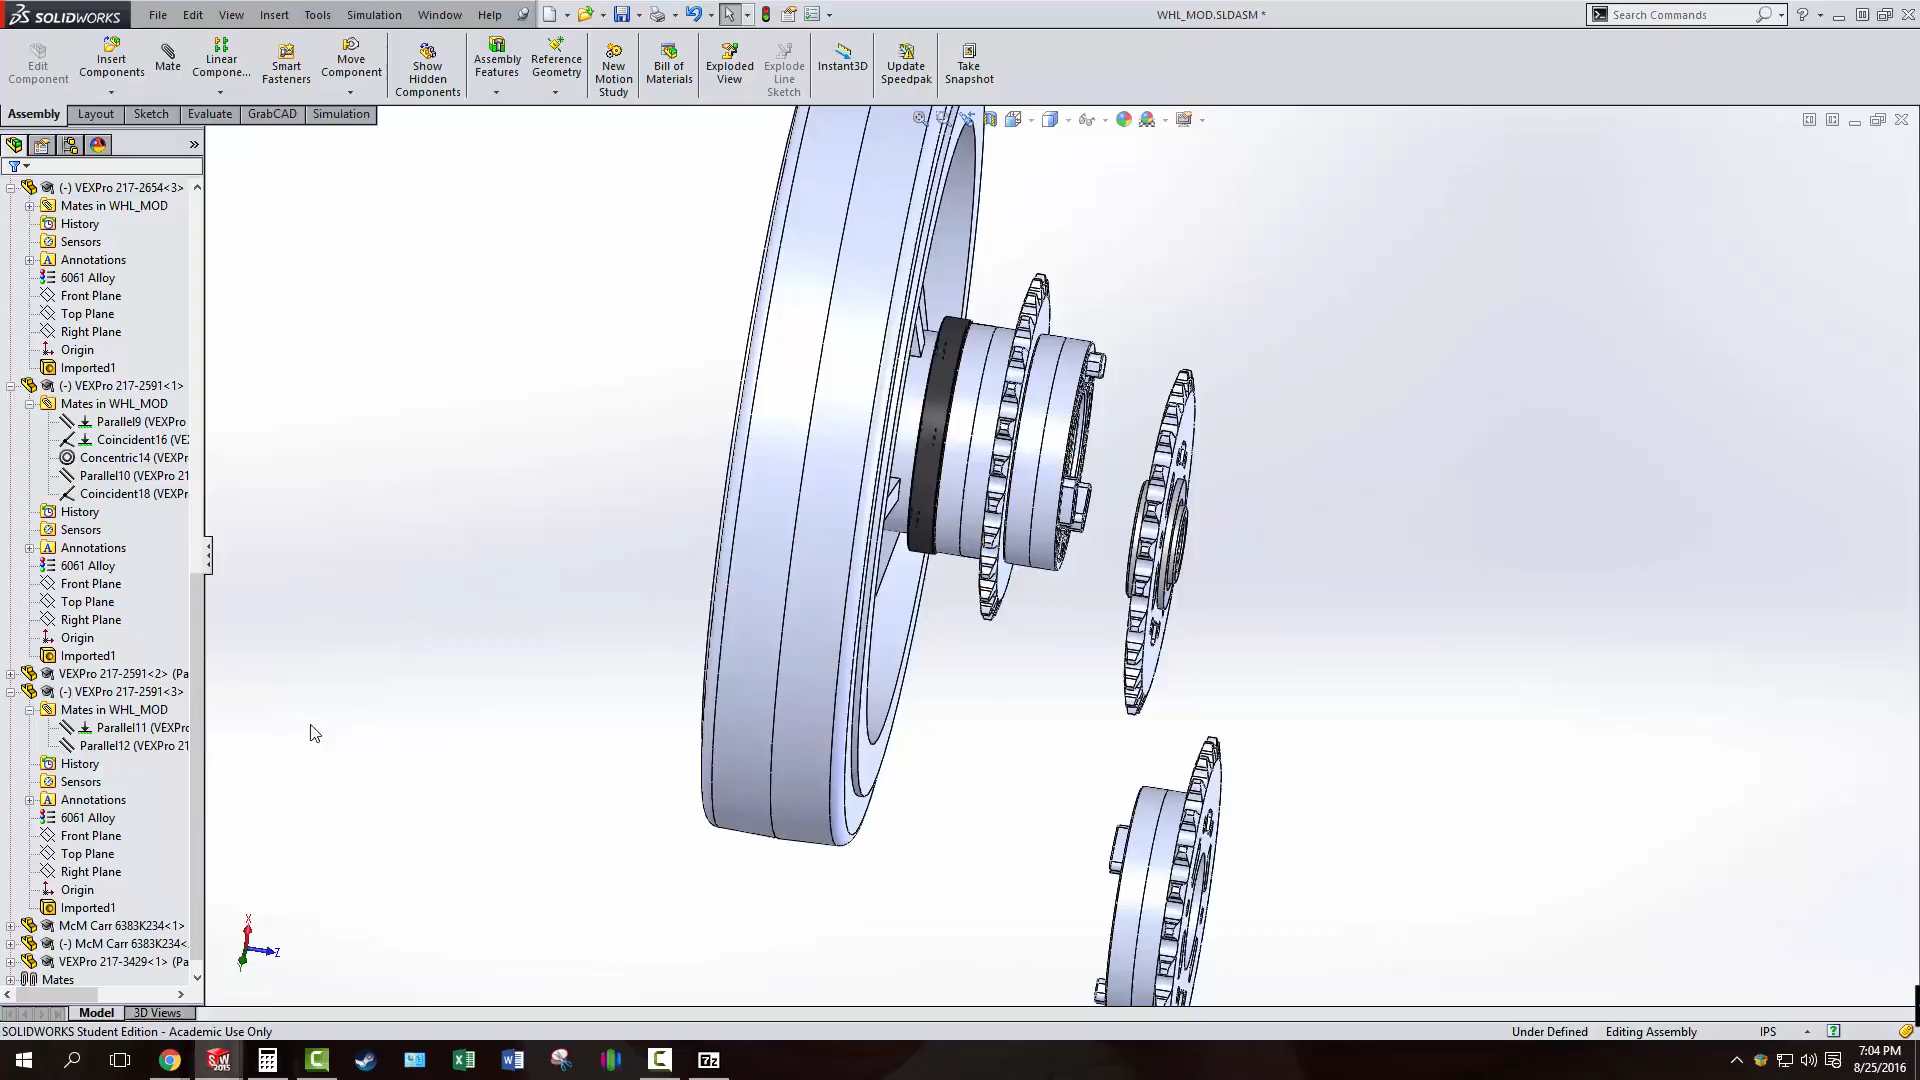 SOLIDWORKS File Edit View Insert Tools Simulation Window Help WHL_MOD.SLDASM * Search Commands
Edit Component
Insert Components
Mate
Linear Compone...
Smart Fasteners
Move Component
Show Hidden Components
Assembly Features
Reference Geometry
New Motion Study
Bill of Materials
Exploded View
Explode Line Sketch
Instant3D
Update Speedpak
Take Snapshot
Assembly Layout Sketch Evaluate GrabCAD Simulation
(-) VEXPro 217-2654<3>
Mates in WHL_MOD
History
Sensors
Annotations
6061 Alloy
Front Plane
Top Plane
Right Plane
Origin
Imported1
(-) VEXPro 217-2591<1>
Mates in WHL_MOD
Parallel9 (VEXPro
Coincident16 (VEX
Concentric14 (VEXPr
Parallel10 (VEXPro 21
Coincident18 (VEXPr
History
Sensors
Annotations
6061 Alloy
Front Plane
Top Plane
Right Plane
Origin
Imported1
VEXPro 217-2591<2> (Pa
(-) VEXPro 217-2591<3>
Mates in WHL_MOD
Parallel11 (VEXPr
Parallel12 (VEXPro 21
History
Sensors
Annotations
6061 Alloy
Front Plane
Top Plane
Right Plane
Origin
Imported1
McM Carr 6383K234<1>
(-) McM Carr 6383K234<
VEXPro 217-3429<1> (Pa
Mates
X
Z
Y
Model 3D Views
SOLIDWORKS Student Edition - Academic Use Only Under Defined Editing Assembly IPS
SW 2015
7z
7:04 PM
8/25/2016